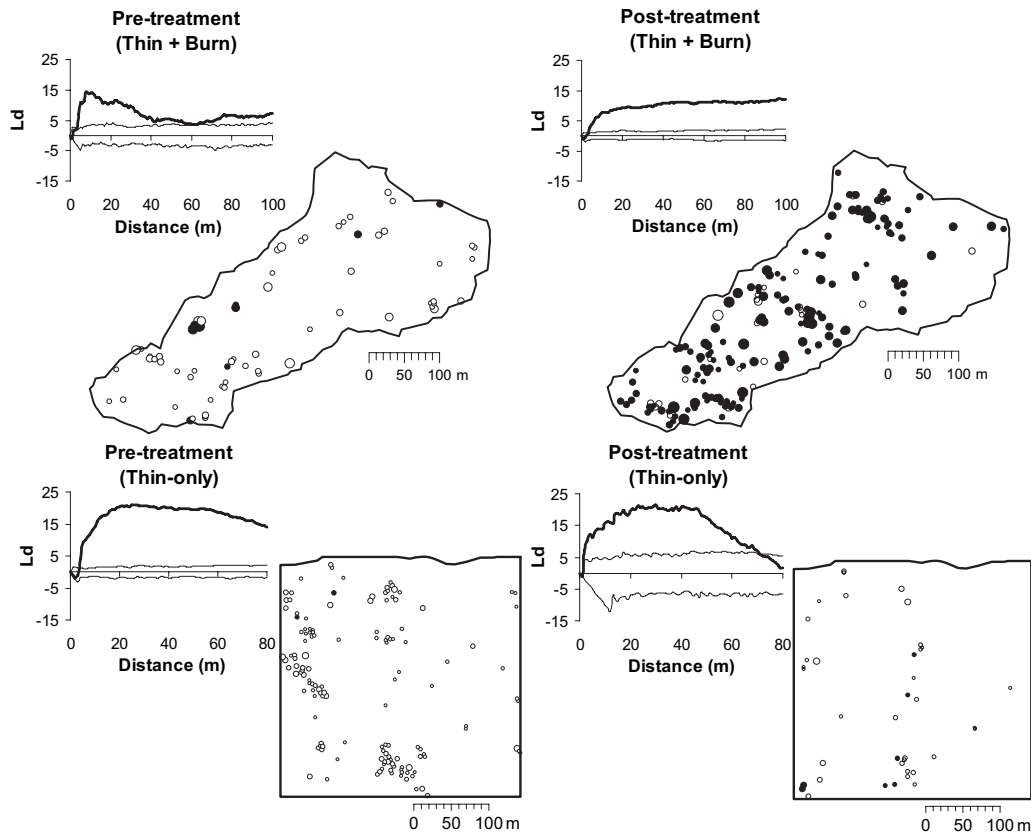 Pre-treatment
(Thin + Burn)
25
15
5
-5
-15
Ld
0 20 40 60 80 100
Distance (m)
0 50 100 m
Post-treatment
(Thin + Burn)
25
15
5
-5
-15
Ld
0 20 40 60 80 100
Distance (m)
0 50 100 m
Pre-treatment
(Thin-only)
25
15
5
-5
-15
Ld
0 20 40 60 80
Distance (m)
0 50 100 m
Post-treatment
(Thin-only)
25
15
5
-5
-15
Ld
0 20 40 60 80
Distance (m)
0 50 100 m